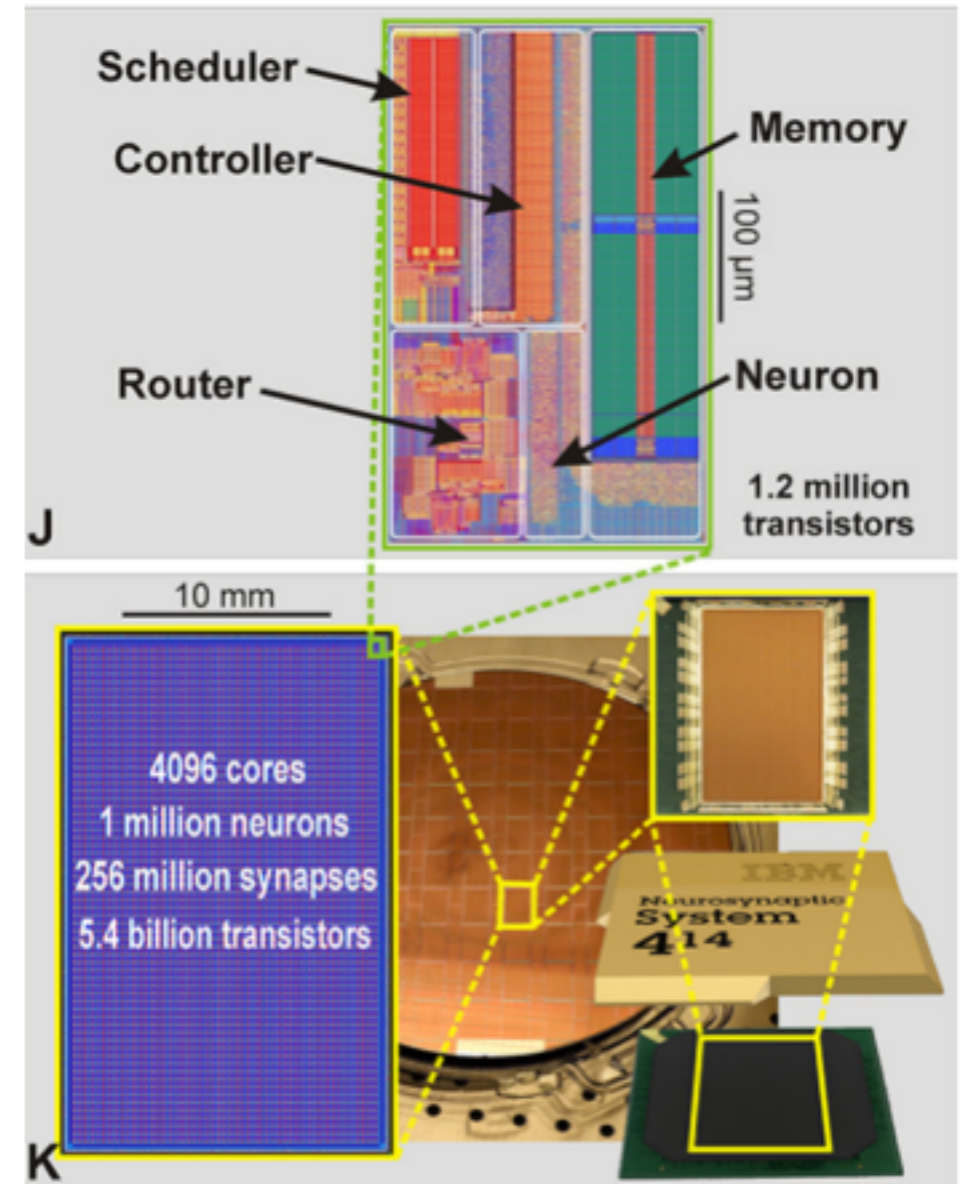 Scheduler
Controller
Memory
100 µm
Router
Neuron
1.2 million
transistors
J
10 mm
4096 cores
1 million neurons
256 million synapses
5.4 billion transistors
IBM
Neurosynaptic
System
414
K